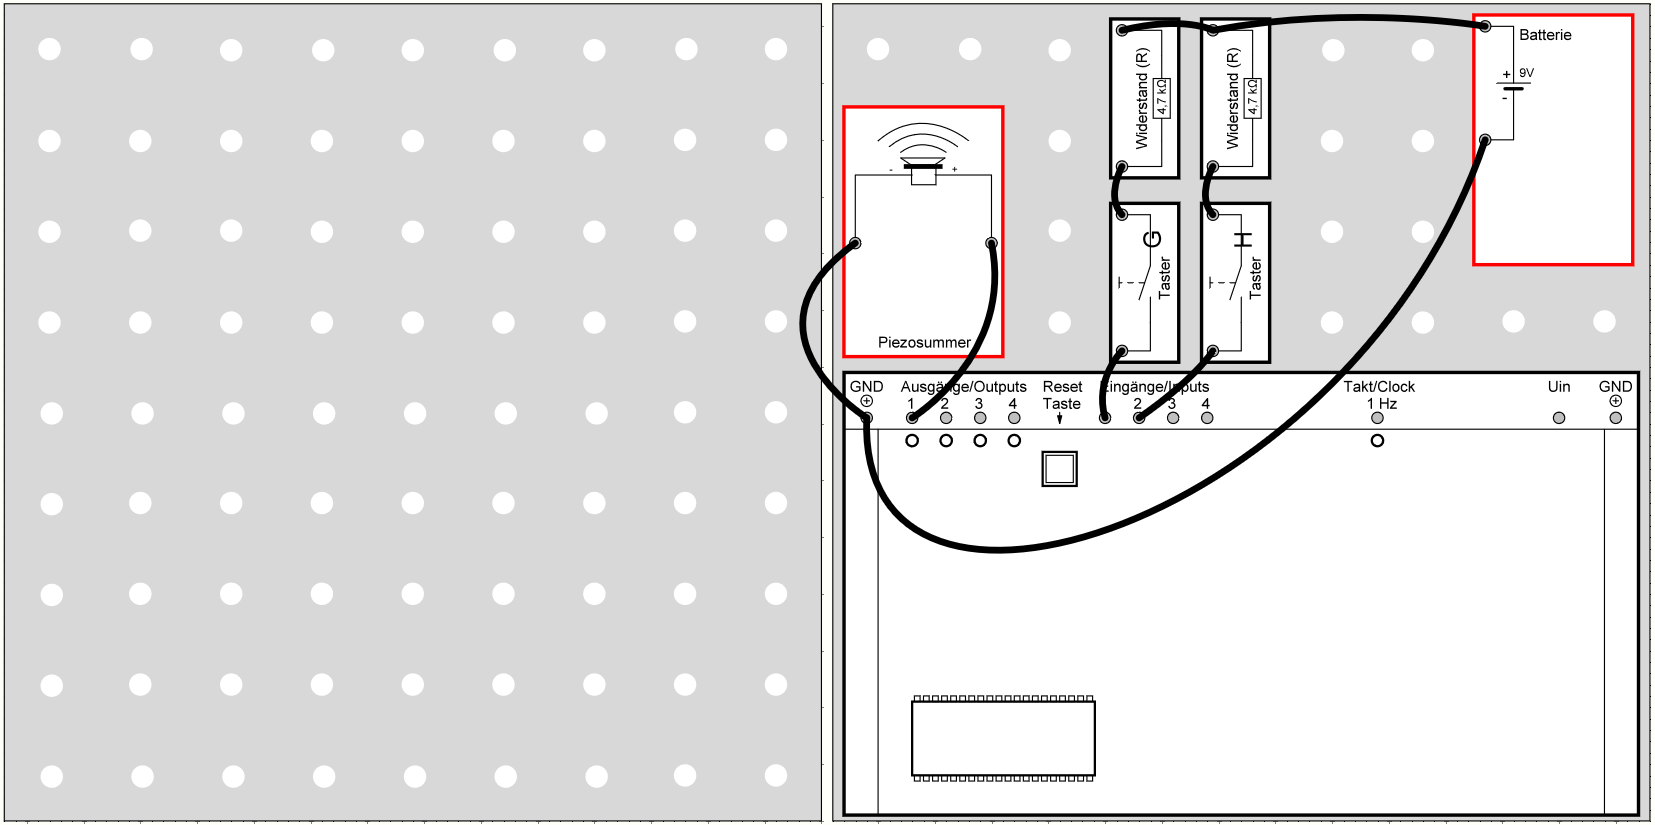 Batterie
+ 9V
-
Widerstand (R)
4,7 kΩ
Widerstand (R)
4,7 kΩ
- +
G
Taster
H
Taster
Piezosummer
GND Ausgänge/Outputs Reset Eingänge/Inputs Takt/Clock Uin GND
1 2 3 4 Taste 2 3 4 1 Hz